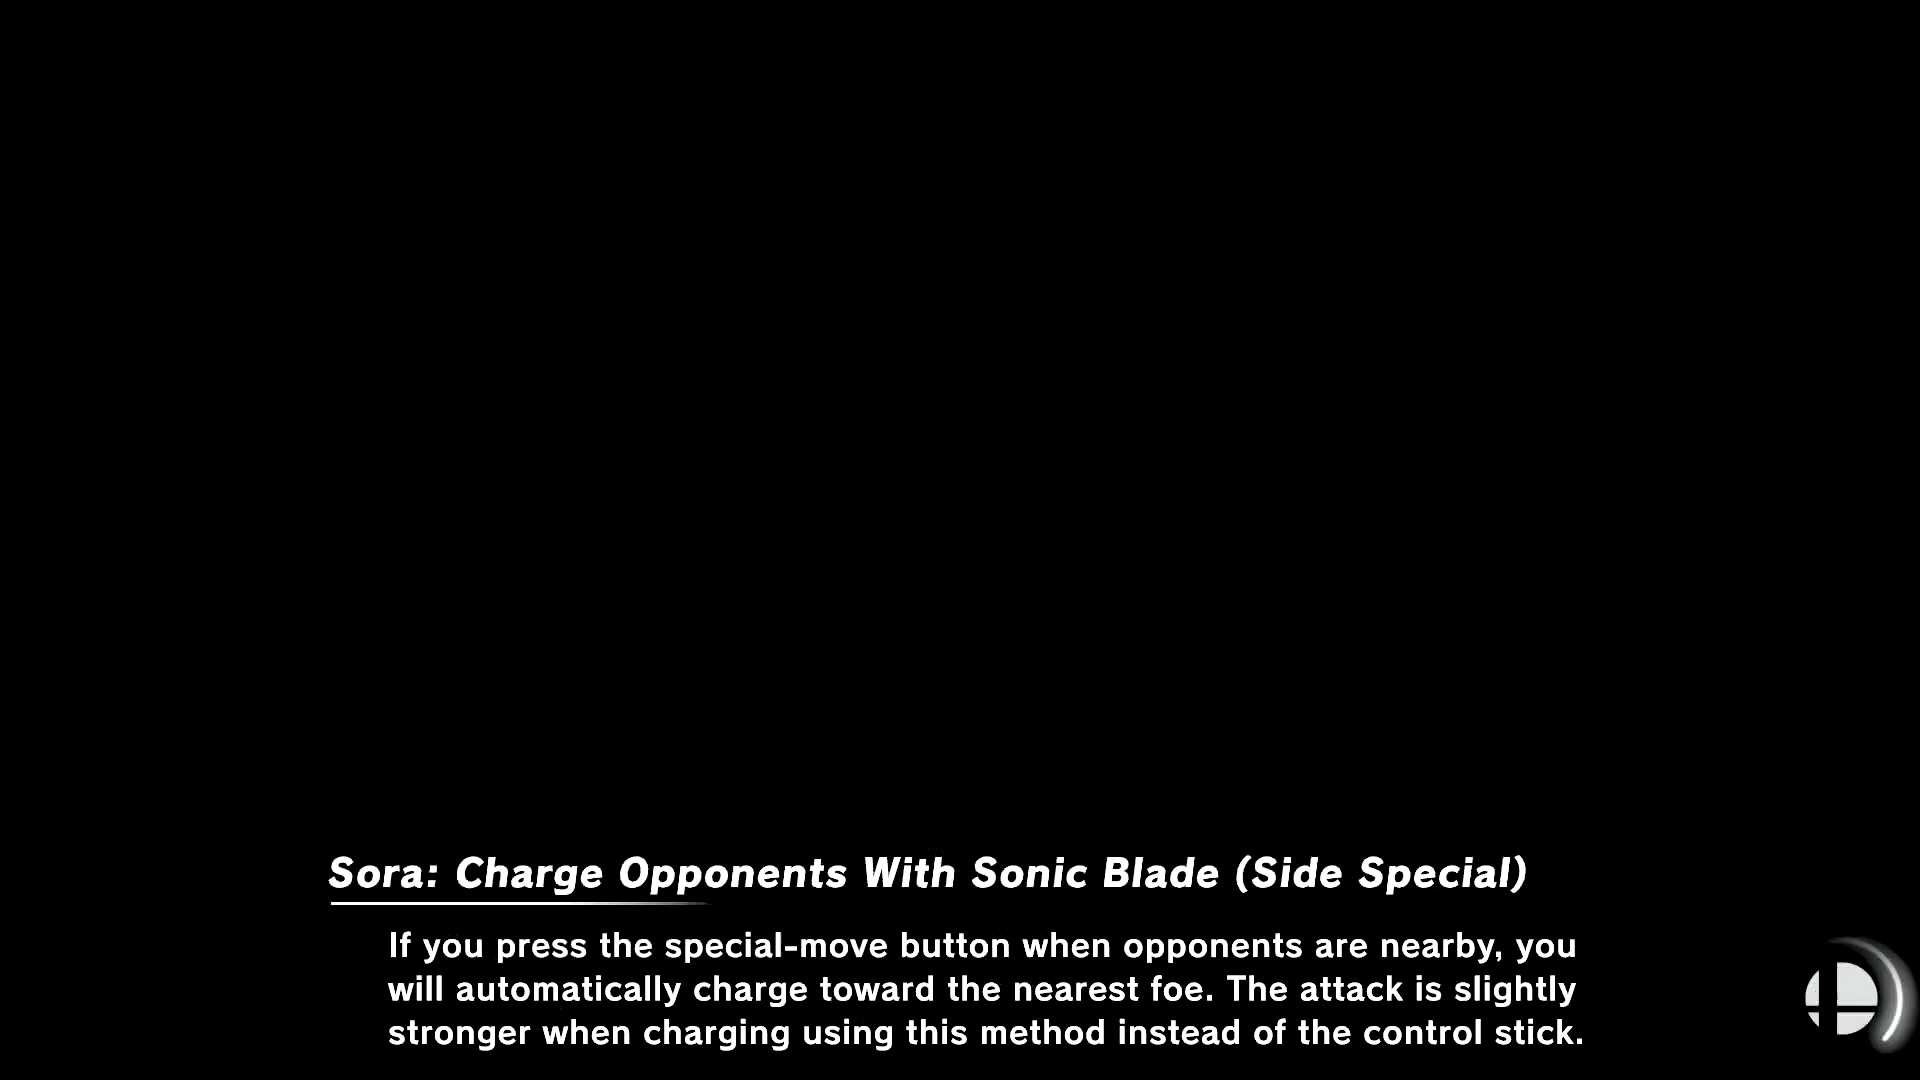 Sora: Charge Opponents With Sonic Blade (Side Special)
If you press the special-move button when opponents are nearby, you
will automatically charge toward the nearest foe. The attack is slightly
stronger when charging using this method instead of the control stick.